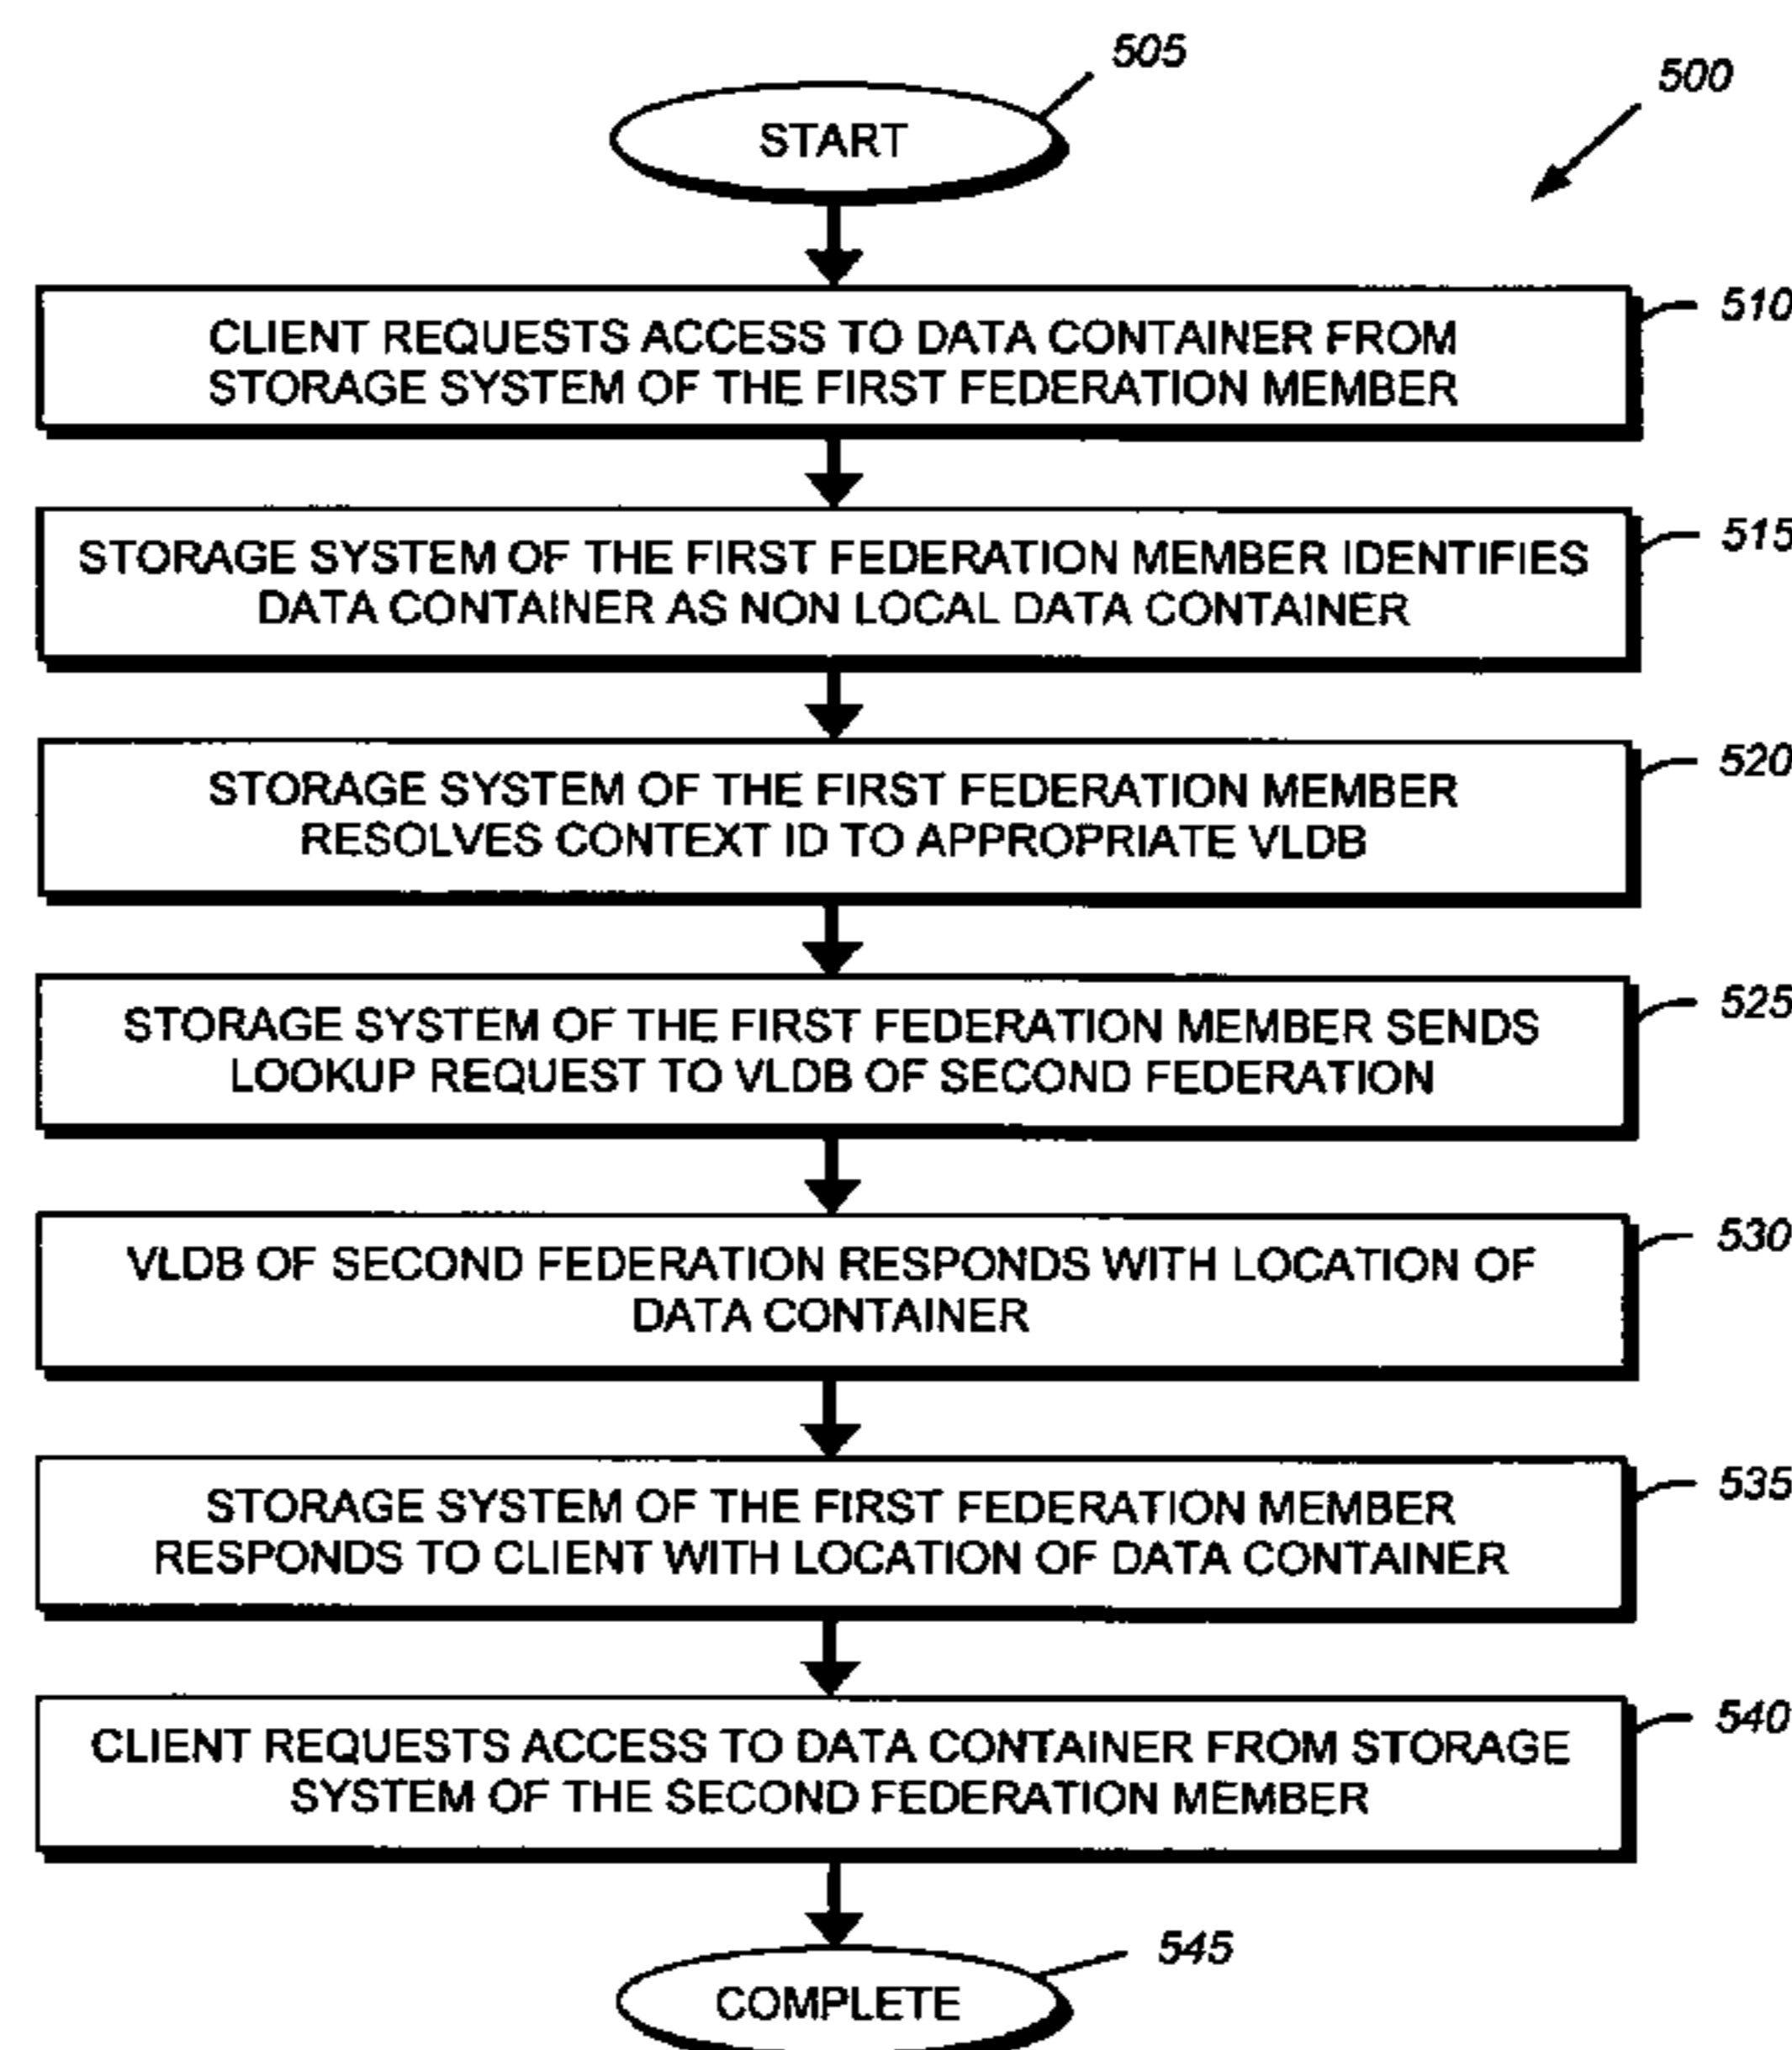 505
500
START
510
CLIENT REQUESTS ACCESS TO DATA CONTAINER FROM
STORAGE SYSTEM OF THE FIRST FEDERATION MEMBER
515
STORAGE SYSTEM OF THE FIRST FEDERATION MEMBER IDENTIFIES
DATA CONTAINER AS NON LOCAL DATA CONTAINER
520
STORAGE SYSTEM OF THE FIRST FEDERATION MEMBER
RESOLVES CONTEXT ID TO APPROPRIATE VLDB
525
STORAGE SYSTEM OF THE FIRST FEDERATION MEMBER SENDS
LOOKUP REQUEST TO VLDB OF SECOND FEDERATION
530
VLDB OF SECOND FEDERATION RESPONDS WITH LOCATION OF
DATA CONTAINER
535
STORAGE SYSTEM OF THE FIRST FEDERATION MEMBER
RESPONDS TO CLIENT WITH LOCATION OF DATA CONTAINER
540
CLIENT REQUESTS ACCESS TO DATA CONTAINER FROM STORAGE
SYSTEM OF THE SECOND FEDERATION MEMBER
545
COMPLETE